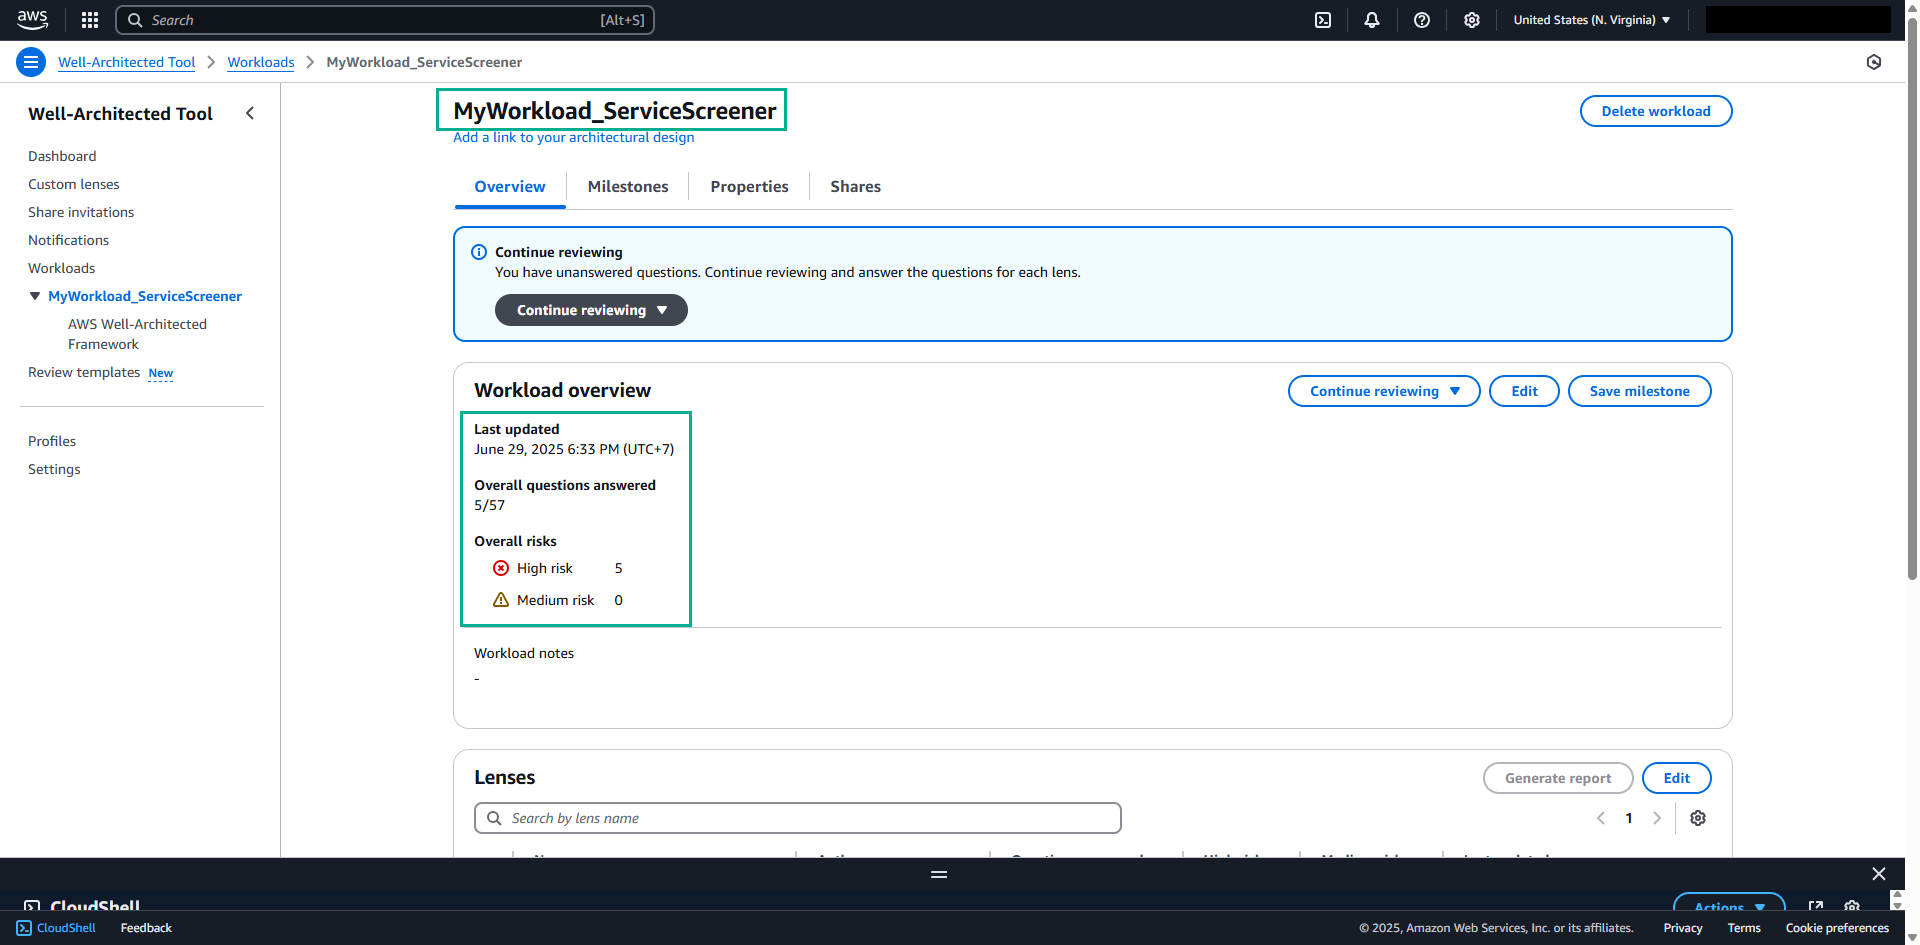 aws
Search [Alt+S]
United States (N. Virginia)
Well-Architected Tool > Workloads > MyWorkload_ServiceScreener
Well-Architected Tool
Dashboard
Custom lenses
Share invitations
Notifications
Workloads
MyWorkload_ServiceScreener
AWS Well-Architected
Framework
Review templates New
Profiles
Settings
MyWorkload_ServiceScreener
Delete workload
Add a link to your architectural design
Overview Milestones Properties Shares
Continue reviewing
You have unanswered questions. Continue reviewing and answer the questions for each lens.
Continue reviewing
Workload overview
Continue reviewing Edit Save milestone
Last updated
June 29, 2025 6:33 PM (UTC+7)
Overall questions answered
5/57
Overall risks
High risk 5
Medium risk 0
Workload notes
-
Lenses
Generate report Edit
Search by lens name
1
CloudShell
Actions
CloudShell Feedback
© 2025, Amazon Web Services, Inc. or its affiliates. Privacy Terms Cookie preferences